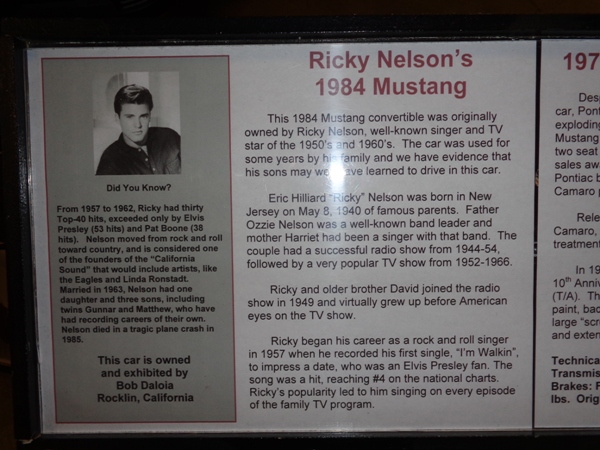 Did You Know?
From 1957 to 1962, Ricky had thirty
Top-40 hits, exceeded only by Elvis
Presley (53 hits) and Pat Boone (38
hits).  Nelson moved from rock and roll
toward country, and is considered one
of the founders of the "California
Sound" that would include artists, like
the Eagles and Linda Ronstadt.
Married in 1963, Nelson had one
daughter and three sons, including
twins Gunnar and Matthew, who have
had recording careers of their own.
Nelson died in a tragic plane crash in
1985.
This car is owned
and exhibited by
Bob Daloia
Rocklin, California
Ricky Nelson's
1984 Mustang
This 1984 Mustang convertible was originally
owned by Ricky Nelson, well-known singer and TV
star of the 1950's and 1960's.  The car was used for
some years by his family and we have evidence that
his sons may have learned to drive in this car.
Eric Hilliard "Ricky" Nelson was born in New
Jersey on May 8, 1940 of famous parents.  Father
Ozzie Nelson was a well-known band leader and
mother Harriet had been a singer with that band.  The
couple had a successful radio show from 1944-54,
followed by a very popular TV show from 1952-1966.
Ricky and older brother David joined the radio
show in 1949 and virtually grew up before American
eyes on the TV show.
Ricky began his career as a rock and roll singer
in 1957 when he recorded his first single, "I'm Walkin",
to impress a date, who was an Elvis Presley fan. The
song was a hit, reaching #4 on the national charts.
Ricky's popularity led to him singing on every episode
of the family TV program.
197
Des
car, Pont
exploding
Mustang
two seat
sales awa
Pontiac b
Camaro p
Relea
Camaro,
treatment
In 19
10th Anniv
(T/A).  Th
paint, bac
large "scr
and exten
Technica
Transmis
Brakes: F
lbs.  Orig